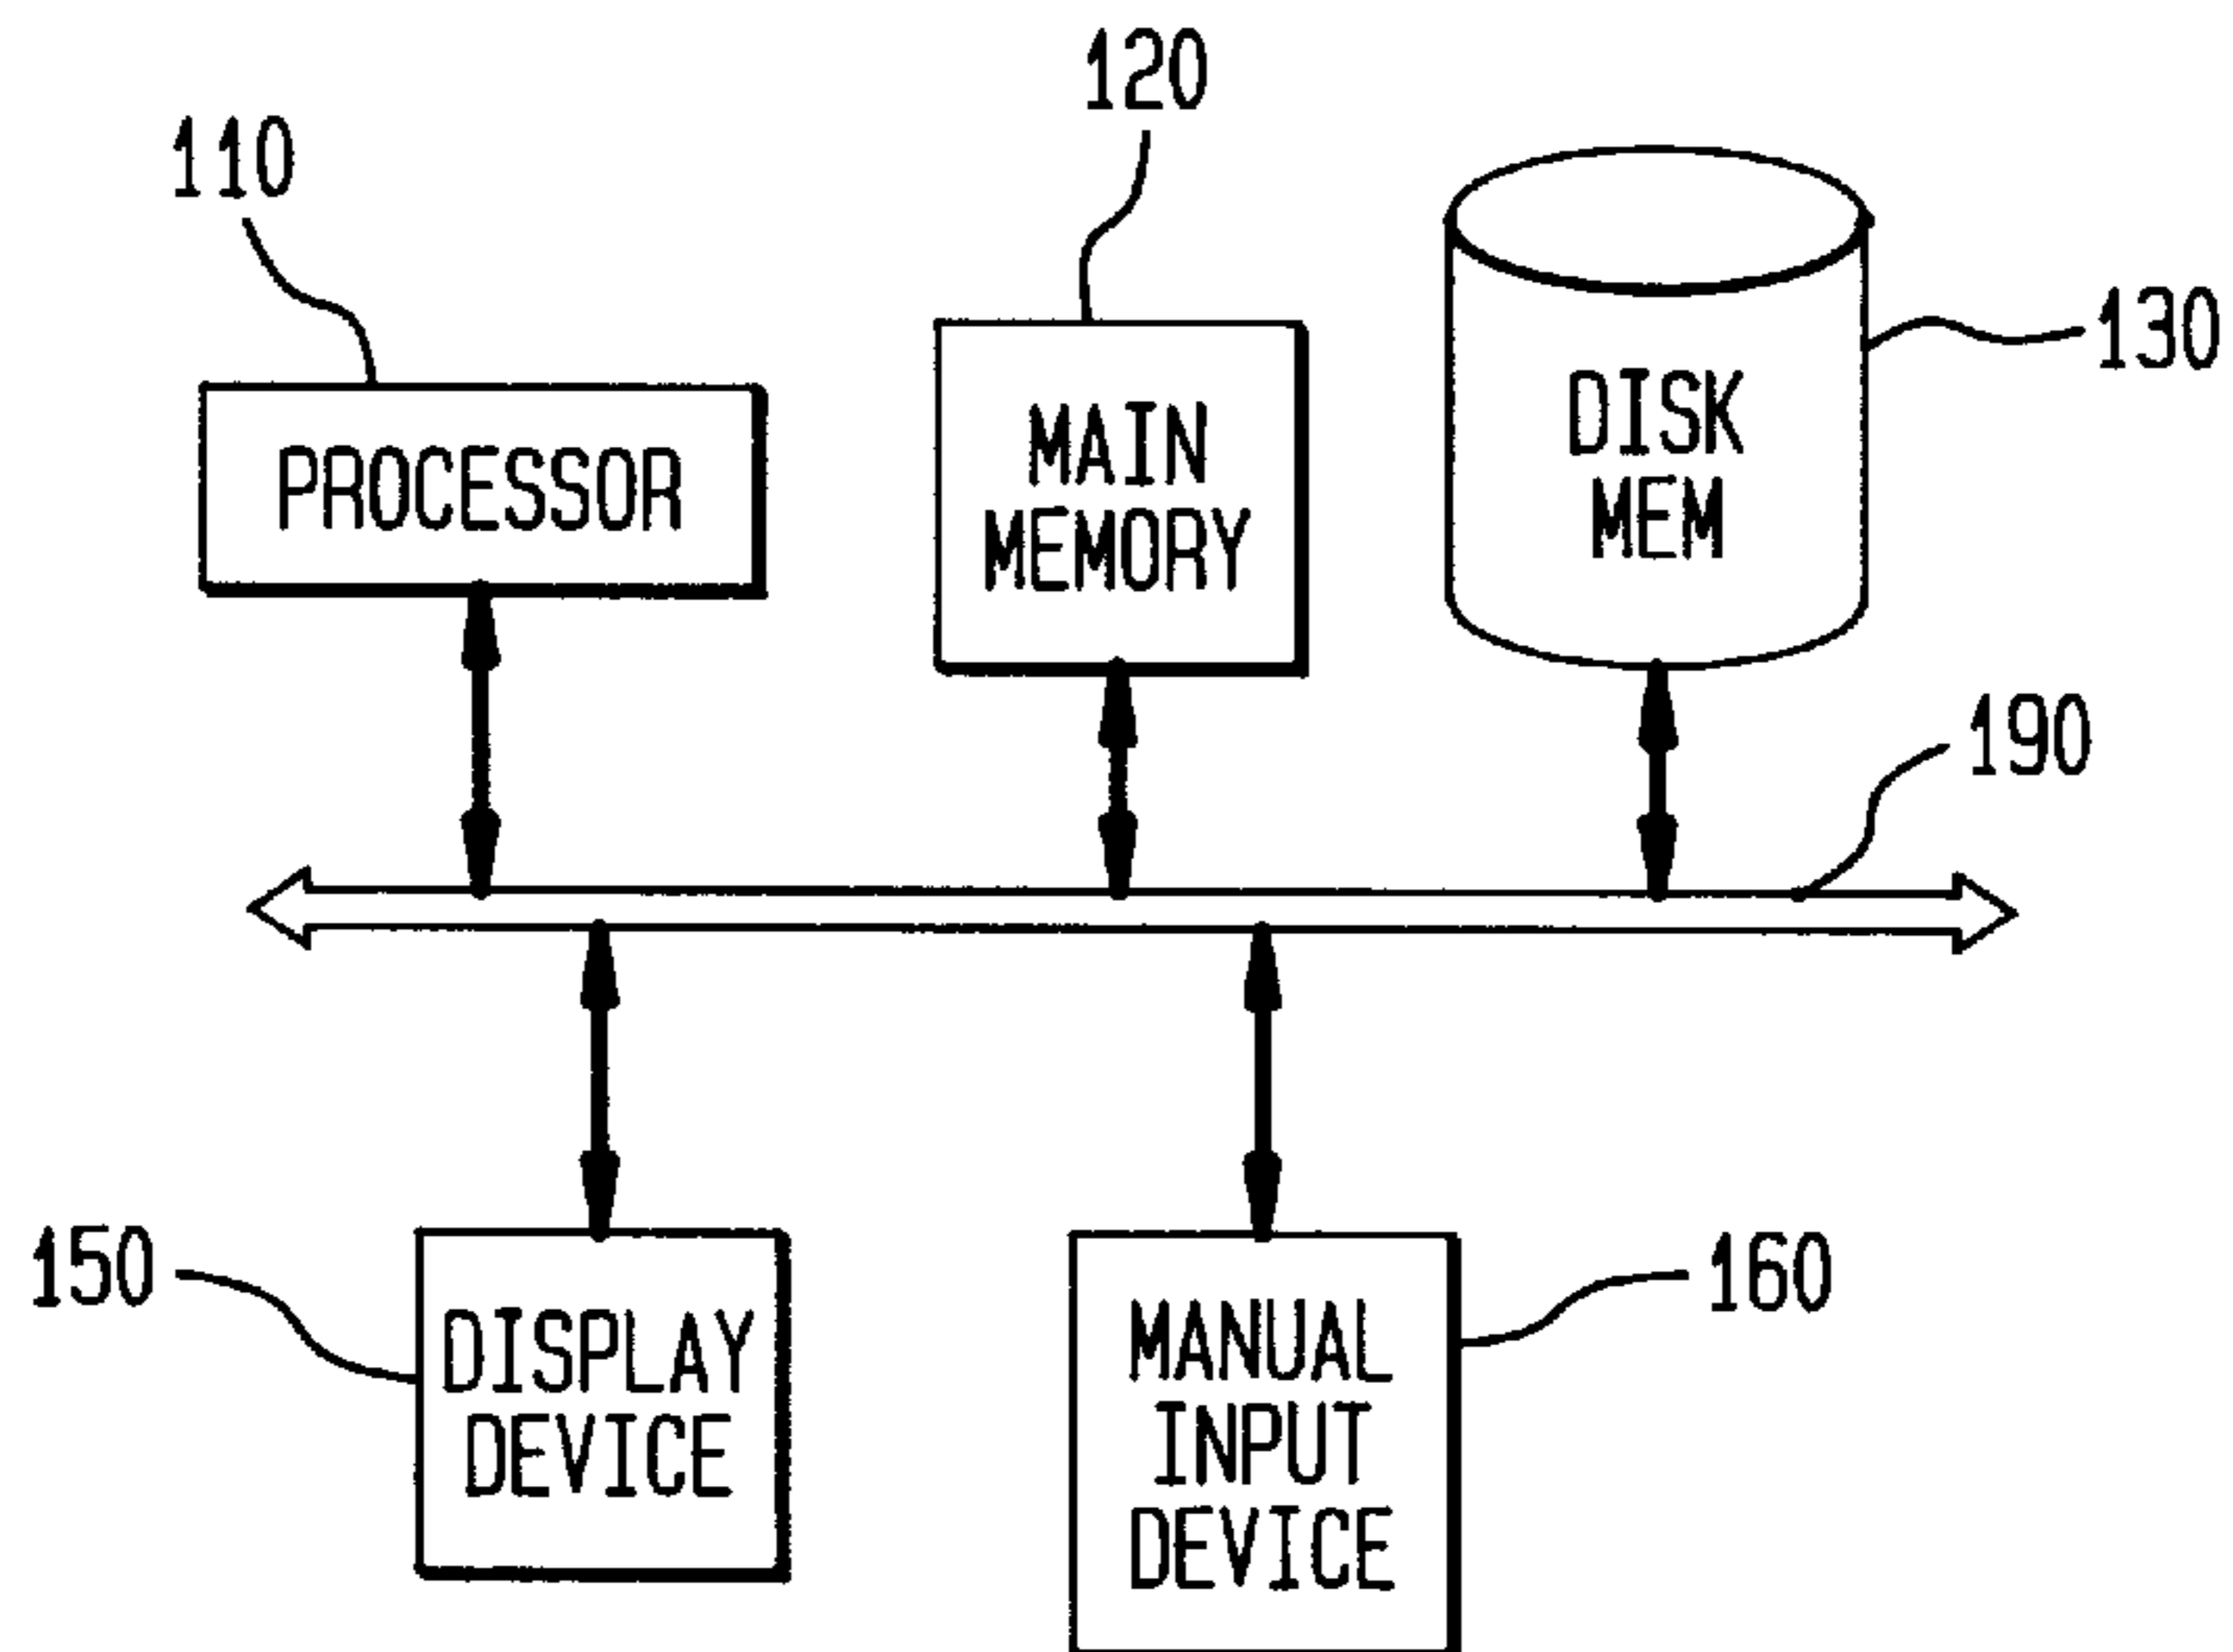 120
110
130
PROCESSOR
MAIN
MEMORY
DISK
MEM
190
150
DISPLAY
DEVICE
160
MANUAL
INPUT
DEVICE